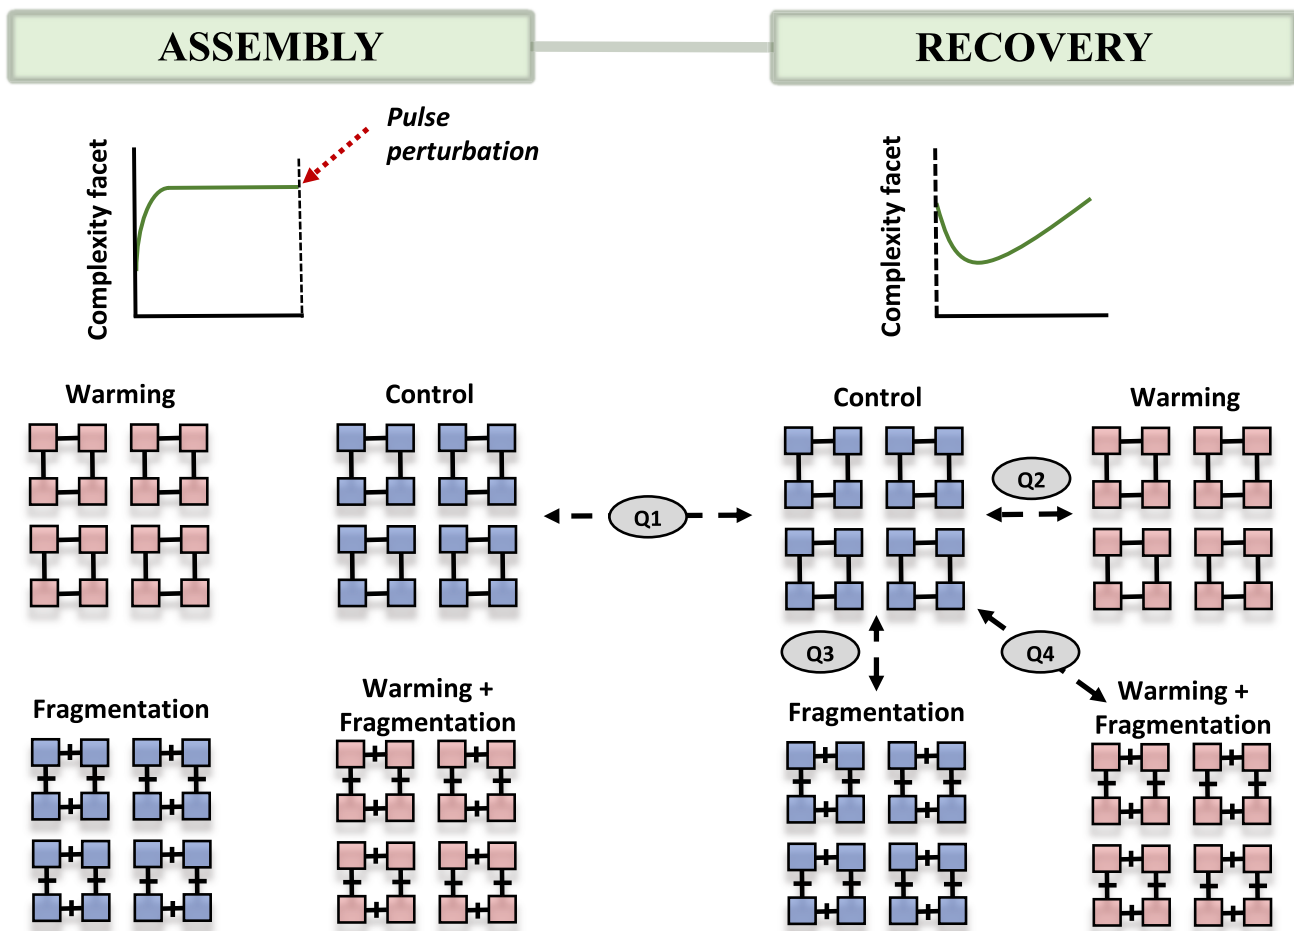 ASSEMBLY
RECOVERY
Pulse
perturbation
Complexity facet
Complexity facet
Warming
Control
Control
Warming
Q1
Q2
Q3
Q4
Fragmentation
Warming +
Fragmentation
Fragmentation
Warming +
Fragmentation